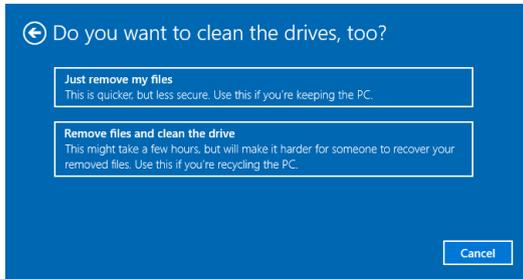 Do you want to clean the drives, too?
Just remove my files
This is quicker, but less secure. Use this if you're keeping the PC.
Remove files and clean the drive
This might take a few hours, but will make it harder for someone to recover your
removed files. Use this if you're recycling the PC.
Cancel